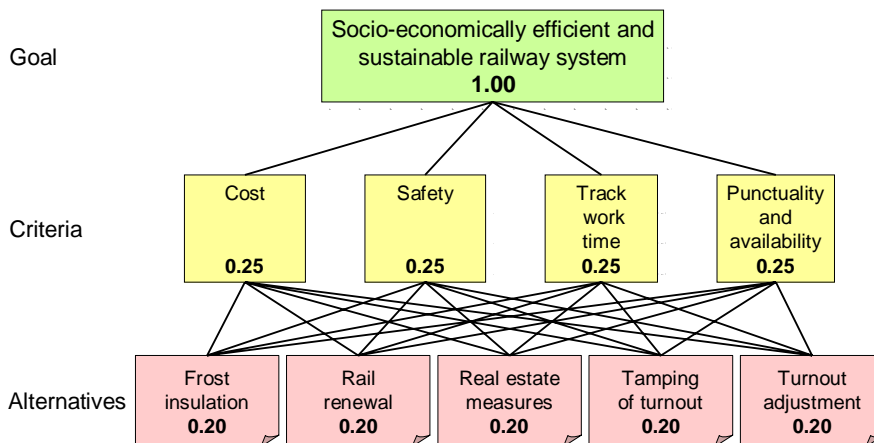 Goal
Socio-economically efficient and
sustainable railway system
1.00
Criteria
Cost
0.25
Safety
0.25
Track
work
time
0.25
Punctuality
and
availability
0.25
Alternatives
Frost
insulation
0.20
Rail
renewal
0.20
Real estate
measures
0.20
Tamping
of turnout
0.20
Turnout
adjustment
0.20